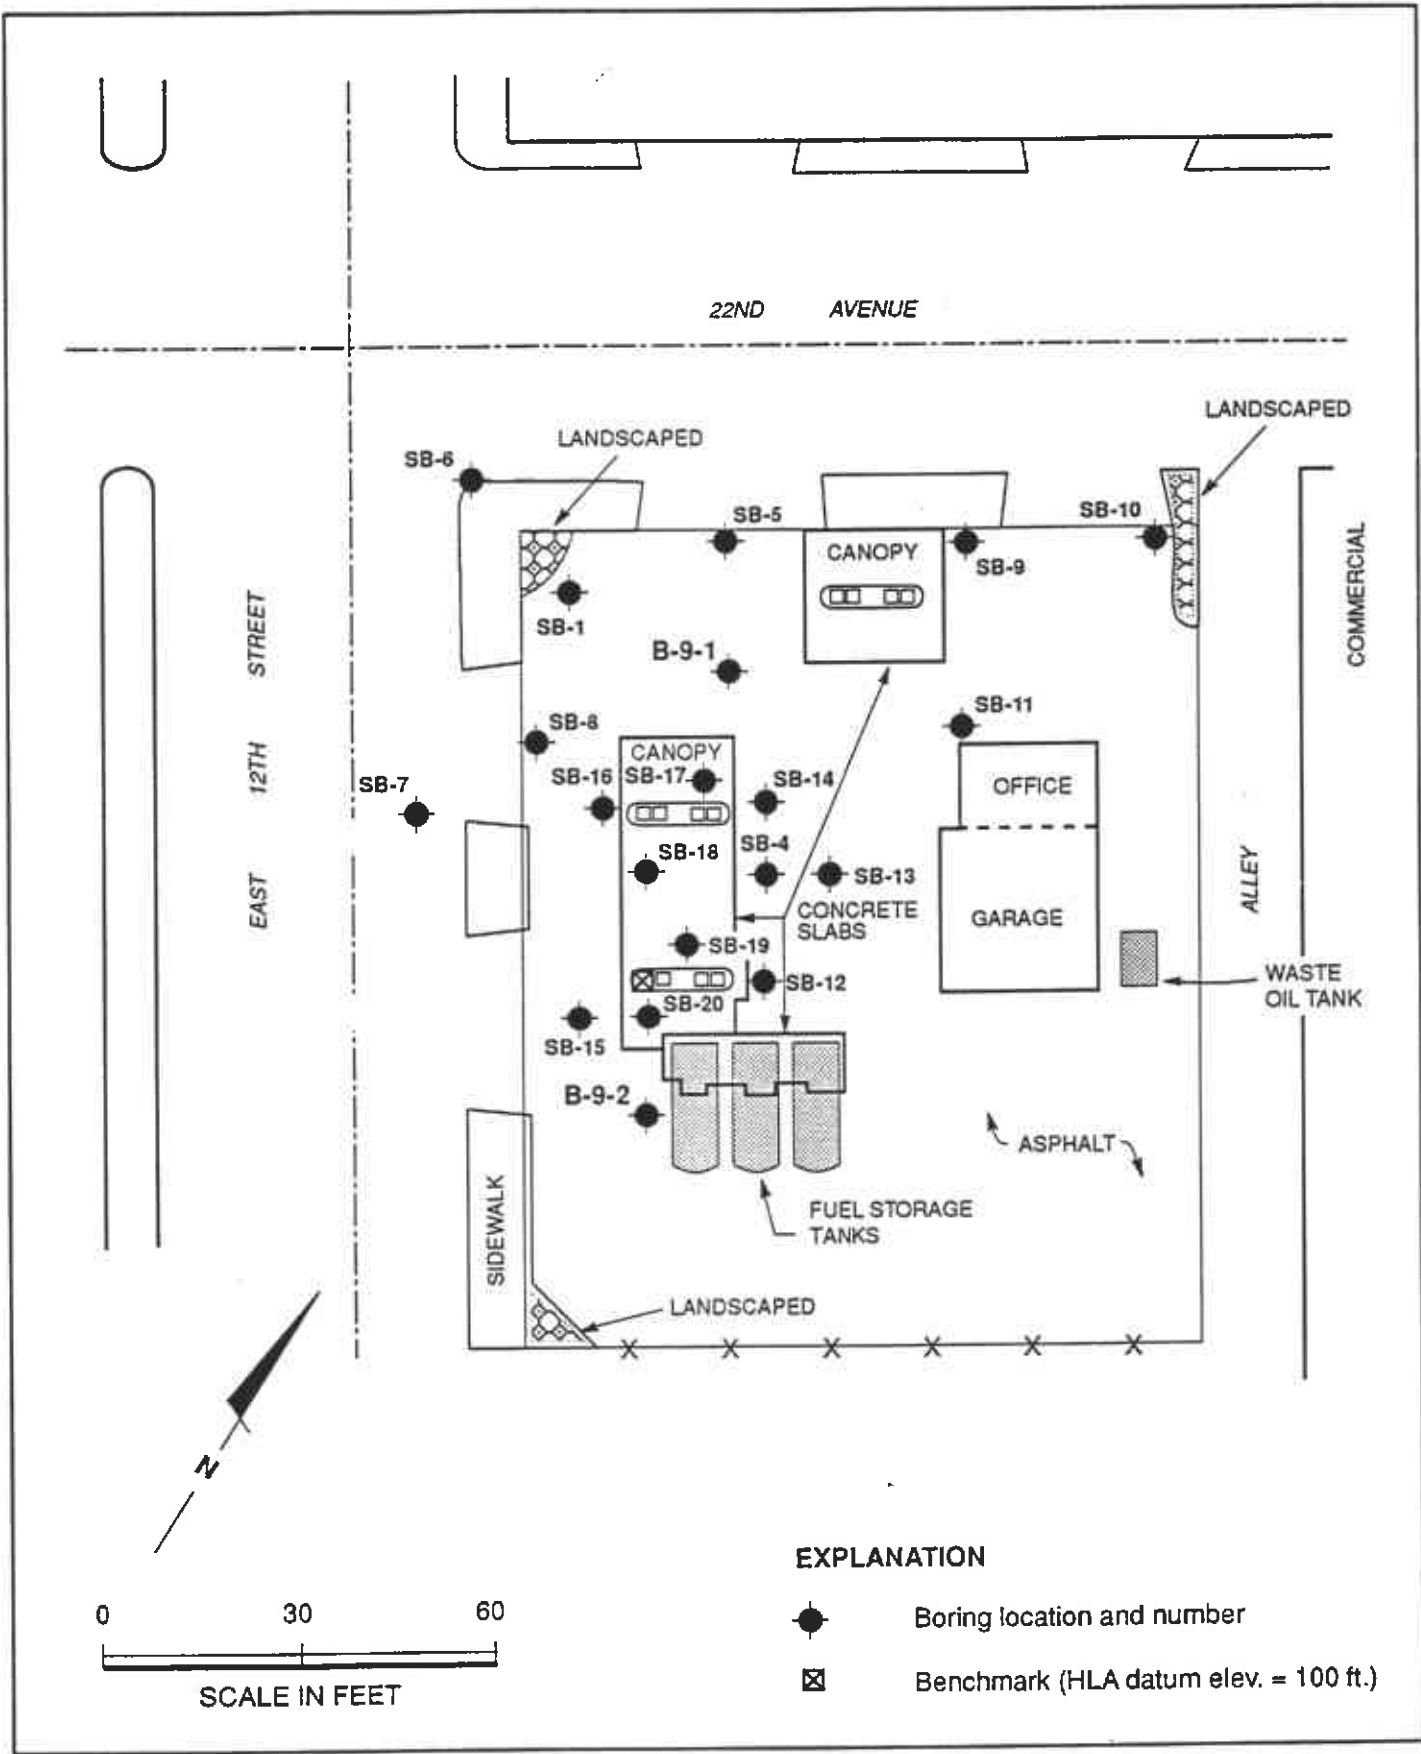 22ND AVENUE
LANDSCAPED
LANDSCAPED
SB-6
SB-5
SB-10
CANOPY
SB-9
SB-1
COMMERCIAL
EAST 12TH STREET
B-9-1
SB-11
SB-8
CANOPY
SB-16
SB-17
SB-14
OFFICE
SB-7
SB-4
SB-18
SB-13
ALLEY
CONCRETE
SLABS
GARAGE
SB-19
SB-12
WASTE
OIL TANK
SB-20
SB-15
B-9-2
ASPHALT
SIDEWALK
FUEL STORAGE
TANKS
LANDSCAPED
X X X X X X
N
EXPLANATION
0 30 60
SCALE IN FEET
Boring location and number
Benchmark (HLA datum elev. = 100 ft.)